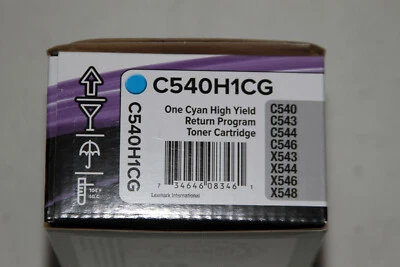 C540H1CG
C540H1CG
One Cyan High Yield
Return Program
Toner Cartridge
C540
C543
C544
C546
X543
X544
X546
X548
7 34646 08346 1
Lexmark International